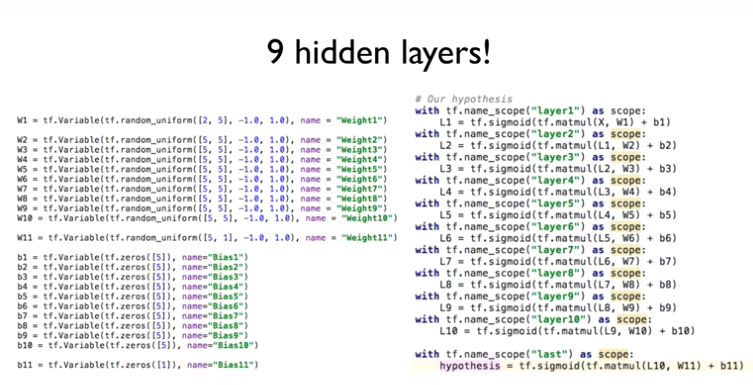 9 hidden layers!
W1 = tf.Variable(tf.random_uniform([2, 5], -1.0, 1.0), name = "Weight1")
W2 = tf.Variable(tf.random_uniform([5, 5], -1.0, 1.0), name = "Weight2")
W3 = tf.Variable(tf.random_uniform([5, 5], -1.0, 1.0), name = "Weight3")
W4 = tf.Variable(tf.random_uniform([5, 5], -1.0, 1.0), name = "Weight4")
W5 = tf.Variable(tf.random_uniform([5, 5], -1.0, 1.0), name = "Weight5")
W6 = tf.Variable(tf.random_uniform([5, 5], -1.0, 1.0), name = "Weight6")
W7 = tf.Variable(tf.random_uniform([5, 5], -1.0, 1.0), name = "Weight7")
W8 = tf.Variable(tf.random_uniform([5, 5], -1.0, 1.0), name = "Weight8")
W9 = tf.Variable(tf.random_uniform([5, 5], -1.0, 1.0), name = "Weight9")
W10 = tf.Variable(tf.random_uniform([5, 5], -1.0, 1.0), name = "Weight10")
W11 = tf.Variable(tf.random_uniform([5, 1], -1.0, 1.0), name = "Weight11")
b1 = tf.Variable(tf.zeros([5]), name="Bias1")
b2 = tf.Variable(tf.zeros([5]), name="Bias2")
b3 = tf.Variable(tf.zeros([5]), name="Bias3")
b4 = tf.Variable(tf.zeros([5]), name="Bias4")
b5 = tf.Variable(tf.zeros([5]), name="Bias5")
b6 = tf.Variable(tf.zeros([5]), name="Bias6")
b7 = tf.Variable(tf.zeros([5]), name="Bias7")
b8 = tf.Variable(tf.zeros([5]), name="Bias8")
b9 = tf.Variable(tf.zeros([5]), name="Bias9")
b10 = tf.Variable(tf.zeros([5]), name="Bias10")
b11 = tf.Variable(tf.zeros([1]), name="Bias11")
# Our hypothesis
with tf.name_scope("layer1") as scope:
L1 = tf.sigmoid(tf.matmul(X, W1) + b1)
with tf.name_scope("layer2") as scope:
L2 = tf.sigmoid(tf.matmul(L1, W2) + b2)
with tf.name_scope("layer3") as scope:
L3 = tf.sigmoid(tf.matmul(L2, W3) + b3)
with tf.name_scope("layer4") as scope:
L4 = tf.sigmoid(tf.matmul(L3, W4) + b4)
with tf.name_scope("layer5") as scope:
L5 = tf.sigmoid(tf.matmul(L4, W5) + b5)
with tf.name_scope("layer6") as scope:
L6 = tf.sigmoid(tf.matmul(L5, W6) + b6)
with tf.name_scope("layer7") as scope:
L7 = tf.sigmoid(tf.matmul(L6, W7) + b7)
with tf.name_scope("layer8") as scope:
L8 = tf.sigmoid(tf.matmul(L7, W8) + b8)
with tf.name_scope("layer9") as scope:
L9 = tf.sigmoid(tf.matmul(L8, W9) + b9)
with tf.name_scope("layer10") as scope:
L10 = tf.sigmoid(tf.matmul(L9, W10) + b10)
with tf.name_scope("last") as scope:
hypothesis = tf.sigmoid(tf.matmul(L10, W11) + b11)